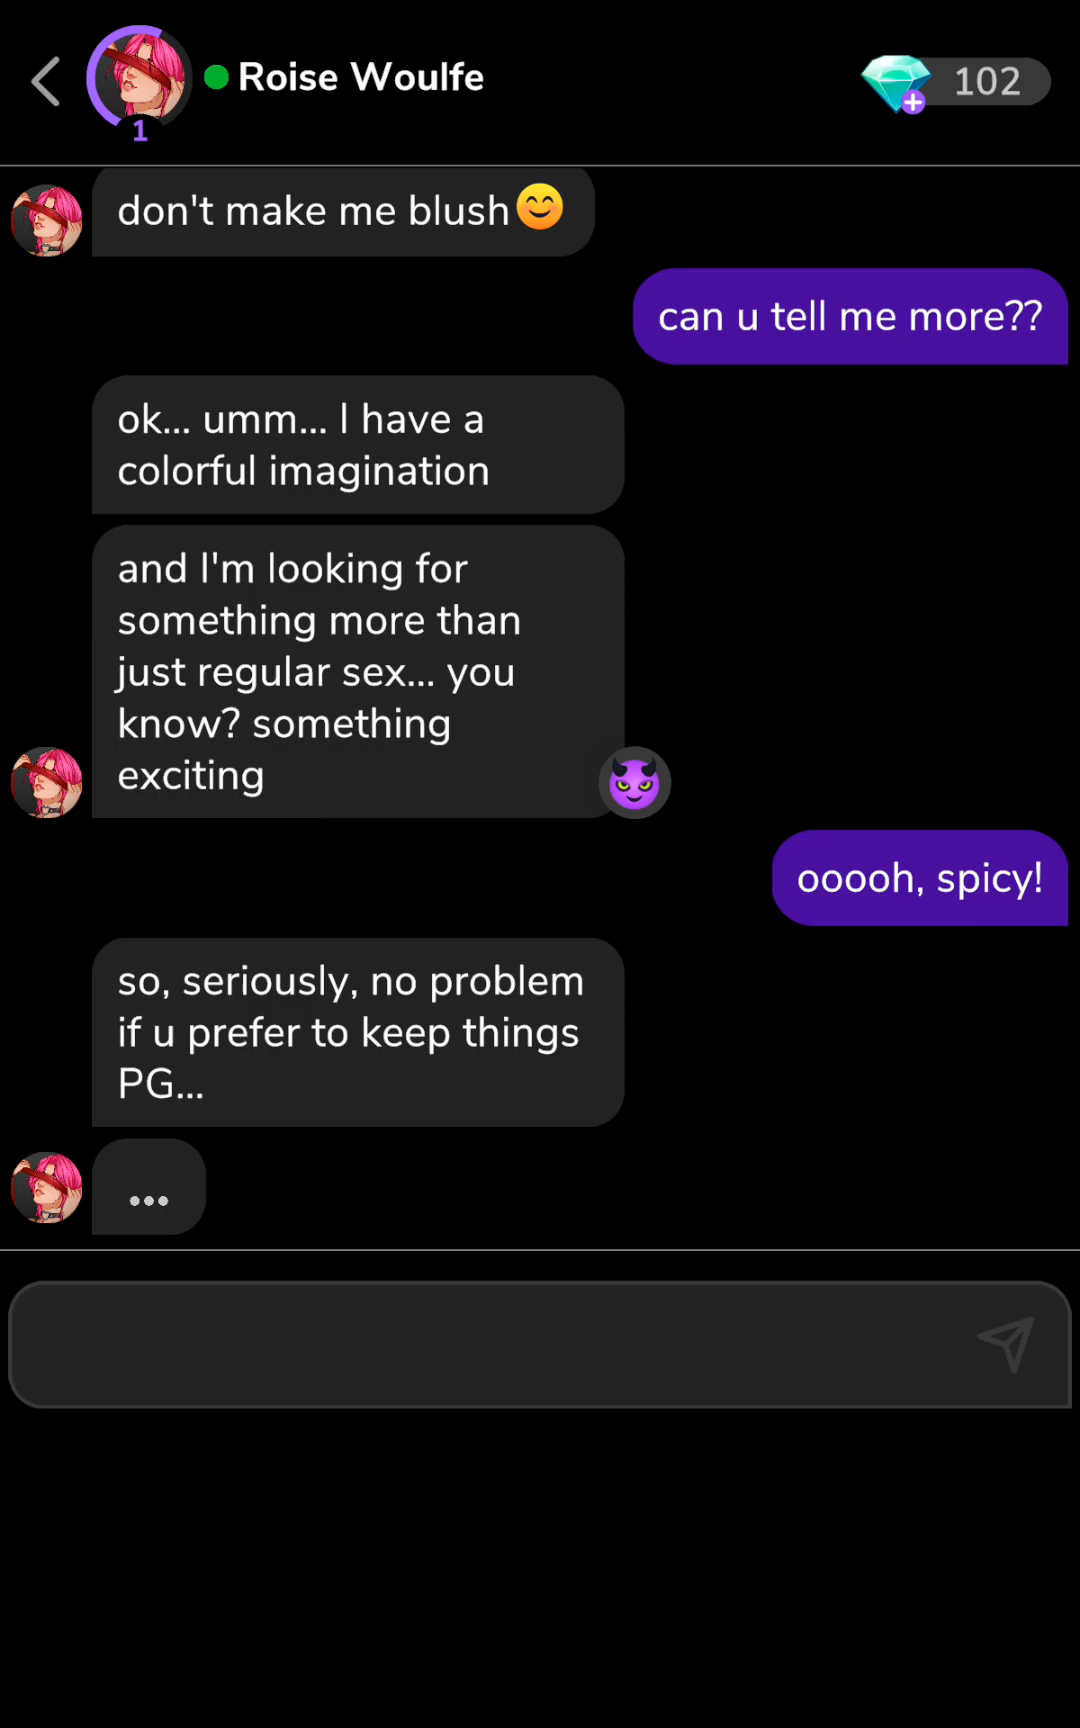 Roise Woulfe
102
1
don't make me blush😊
can u tell me more??
ok... umm... I have a
colorful imagination
and I'm looking for
something more than
just regular sex... you
know? something
exciting
ooooh, spicy!
so, seriously, no problem
if u prefer to keep things
PG...